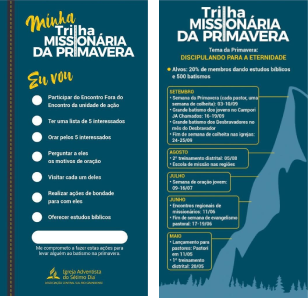 Minha
Trilha
MISSIONÁRIA
DA PRIMAVERA
Eu vou
Participar do Encontro Fora do
Encontro da unidade de ação
Ter uma lista de 5 interessados
Orar pelos 5 interessados
Perguntar a eles
os motivos de oração
Visitar cada um deles
Realizar ações de bondade
para com eles
Oferecer estudos bíblicos
Me comprometo a fazer estas ações para
levar alguém ao batismo na primavera.
Igreja Adventista
do Sétimo Dia
Trilha
MISSIONÁRIA
DA PRIMAVERA
Tema da Primavera:
DISCIPULANDO PARA A ETERNIDADE
• Alvos: 20% de membros dando estudos bíblicos
e 500 batismos
SETEMBRO
• Semana da Primavera (cada pastor, uma
semana de colheita): 03-10/09
• Grande batismo dos jovens no Campori
JA Chamados: 16-19/09
• Grande batismo dos Desbravadores no
mês do Desbravador
• Fim de semana de colheita nas igrejas:
24-25/09
AGOSTO
• 2º treinamento distrital: 06/08
• Escola de missão nas regiões
JULHO
• Semana de oração jovem:
09-16/07
JUNHO
• Encontros regionais de
missionários: 11/06
• Fim de semana de evangelismo
pastoral: 17-19/06
MAIO
• Lançamento para
pastores: Pastori
em 11/05
• 1º treinamento
distrital: 28/05